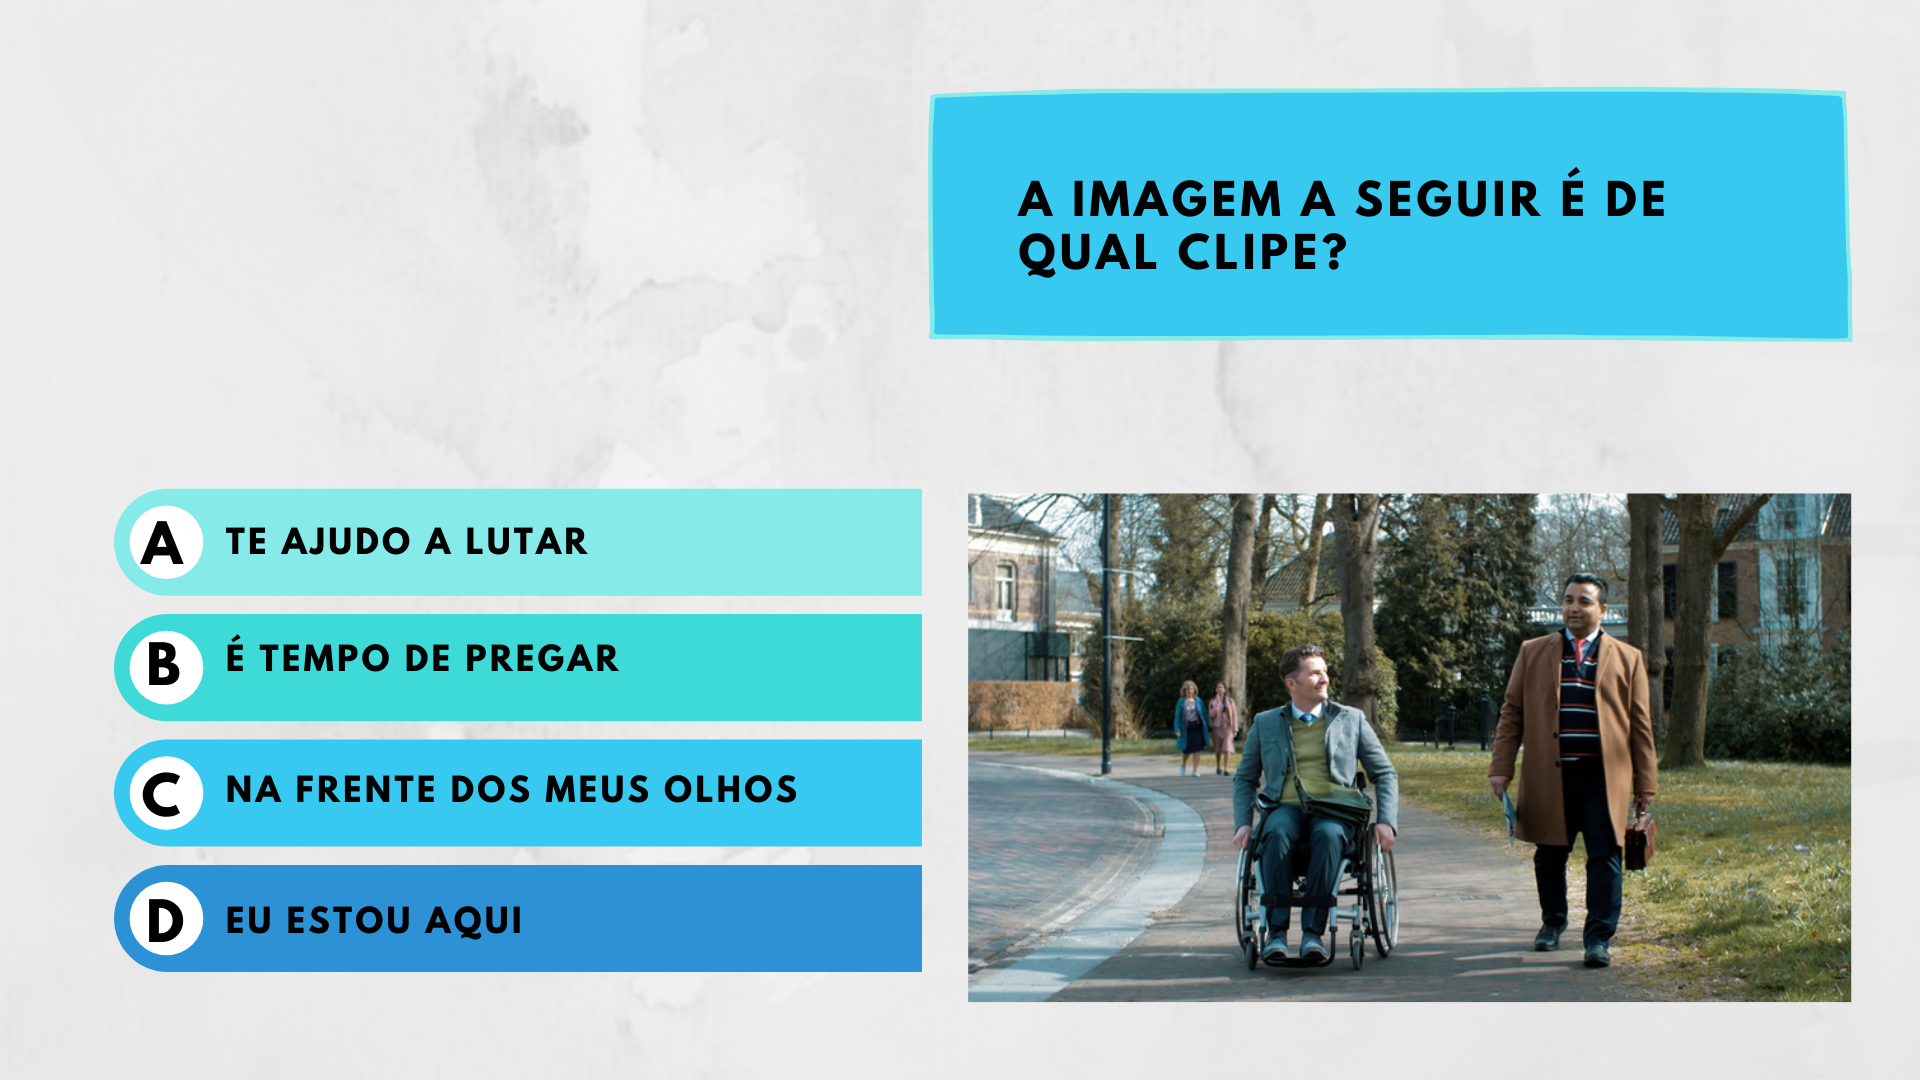 A IMAGEM A SEGUIR É DE
QUAL CLIPE?
A TE AJUDO A LUTAR
B É TEMPO DE PREGAR
C NA FRENTE DOS MEUS OLHOS
D EU ESTOU AQUI